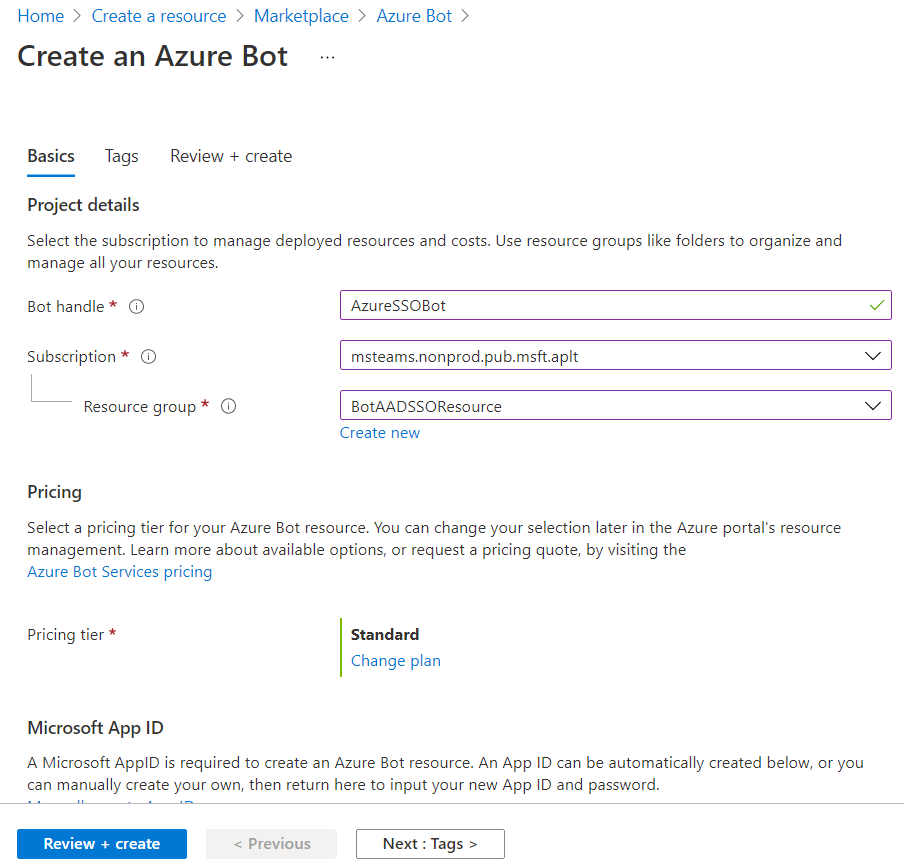 Home > Create a resource > Marketplace > Azure Bot >
Create an Azure Bot ...
Basics Tags Review + create
Project details
Select the subscription to manage deployed resources and costs. Use resource groups like folders to organize and
manage all your resources.
Bot handle *
AzureSSOBot
Subscription *
msteams.nonprod.pub.msft.aplt
Resource group *
BotAADSSOResource
Create new
Pricing
Select a pricing tier for your Azure Bot resource. You can change your selection later in the Azure portal's resource
management. Learn more about available options, or request a pricing quote, by visiting the
Azure Bot Services pricing
Pricing tier *
Standard
Change plan
Microsoft App ID
A Microsoft AppID is required to create an Azure Bot resource. An App ID can be automatically created below, or you
can manually create your own, then return here to input your new App ID and password.
Review + create < Previous Next : Tags >